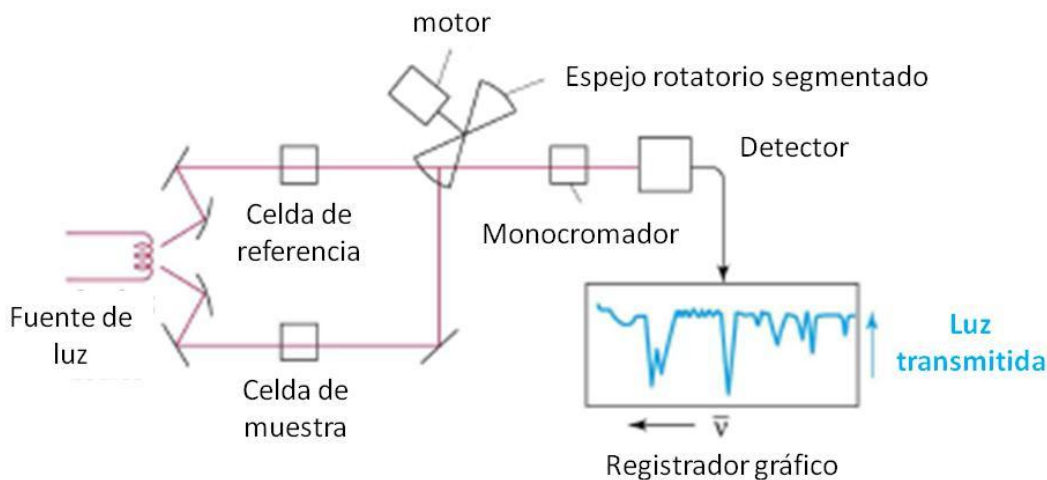 motor
Espejo rotatorio segmentado
Detector
Celda de
referencia
Monocromador
Fuente de
luz
Celda de
muestra
Luz
transmitida
ν̅
Registrador gráfico